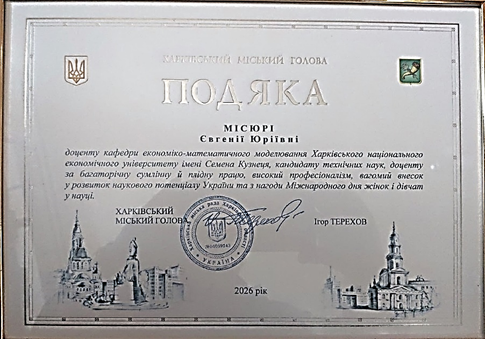 ХАРКІВСЬКИЙ МІСЬКИЙ ГОЛОВА
ПОДЯКА
МІСЮРІ
Євгенії Юріївні
доценту кафедри економіко-математичного моделювання Харківського національного
економічного університету імені Семена Кузнеця, кандидату технічних наук, доценту
за багаторічну сумлінну й плідну працю, високий професіоналізм, вагомий внесок
у розвиток наукового потенціалу України та з нагоди Міжнародного дня жінок і дівчат
у науці.
ХАРКІВСЬКИЙ
МІСЬКИЙ ГОЛОВА
Ігор ТЕРЕХОВ
УКРАЇНА
2026 рік